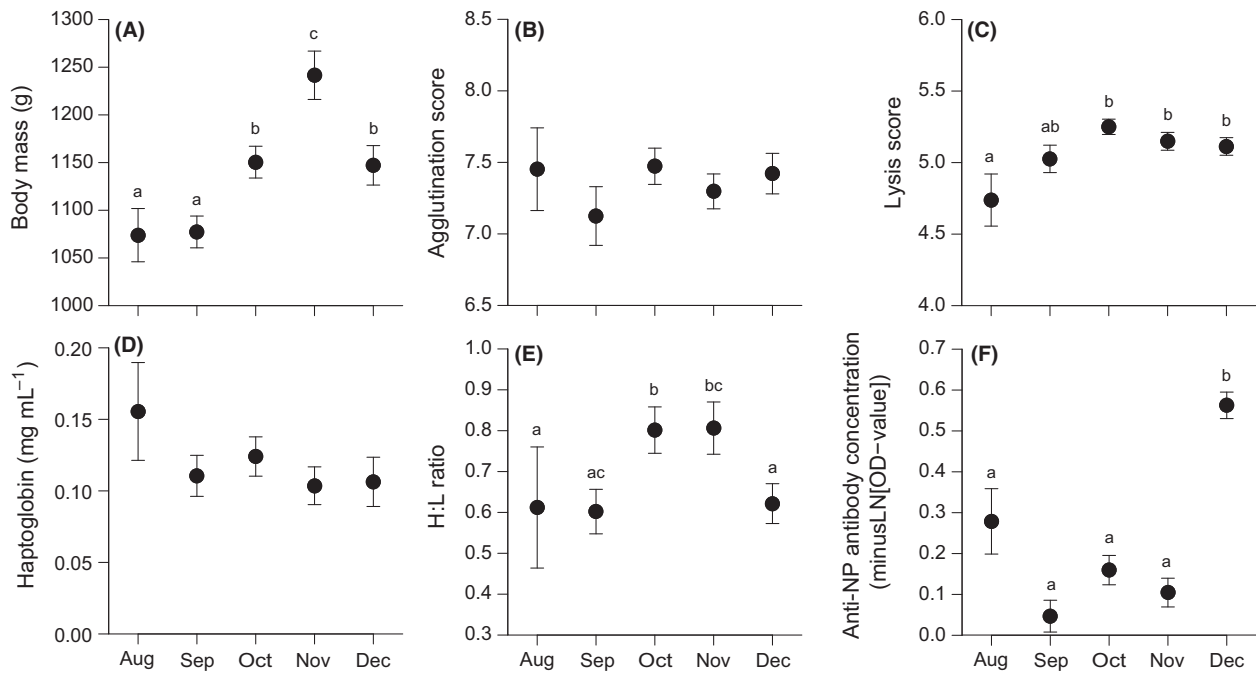 (A)
Body mass (g)
1300
1250
1200
1150
1100
1050
1000
a
a
b
c
b
(B)
Agglutination score
8.5
8.0
7.5
7.0
6.5
(C)
Lysis score
6.0
5.5
5.0
4.5
4.0
a
ab
b
b
b
(D)
Haptoglobin (mg mL−1)
0.20
0.15
0.10
0.05
0.00
Aug Sep Oct Nov Dec
(E)
H:L ratio
1.0
0.9
0.8
0.7
0.6
0.5
0.4
0.3
a
ac
b
bc
a
Aug Sep Oct Nov Dec
(F)
Anti-NP antibody concentration
(minusLN[OD−value])
0.7
0.6
0.5
0.4
0.3
0.2
0.1
0.0
a
a
a
a
b
Aug Sep Oct Nov Dec